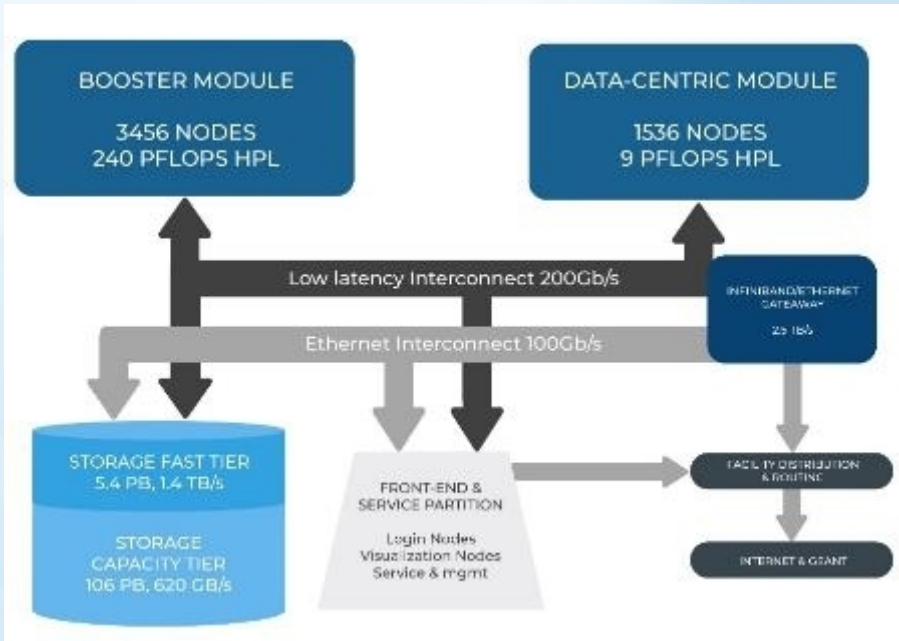 BOOSTER MODULE
3456 NODES
240 PFLOPS HPL
DATA-CENTRIC MODULE
1536 NODES
9 PFLOPS HPL
Low latency Interconnect 200Gb/s
INFINIBAND/ETHERNET
GATEAWAY
Ethernet Interconnect 100Gb/s
STORAGE FAST TIER
5.4 PB, 1.4 TB/s
STORAGE
CAPACITY TIER
106 PB, 620 GB/s
FRONT-END &
SERVICE PARTITION
Login Nodes
Visualization Nodes
Service & mgmt
FACILITY DISTRIBUTION
& ROUTING
INTERNET & GEANT